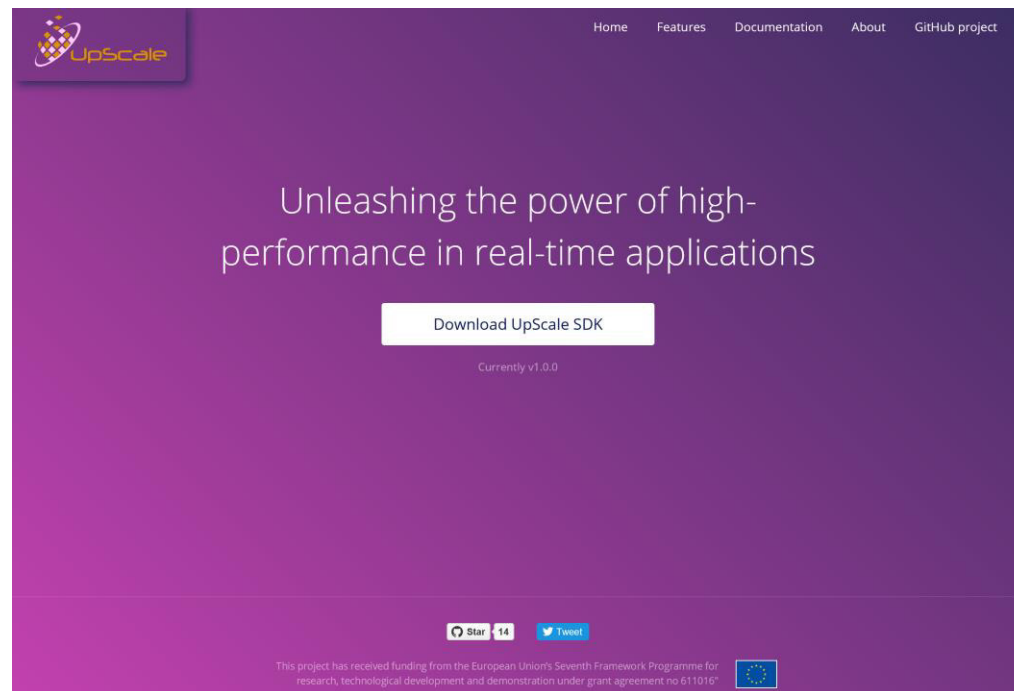 UpScale
Home Features Documentation About GitHub project
Unleashing the power of high-
performance in real-time applications
Download UpScale SDK
Currently v1.0.0
Star 14 Tweet
This project has received funding from the European Union's Seventh Framework Programme for
research, technological development and demonstration under grant agreement no 611016"